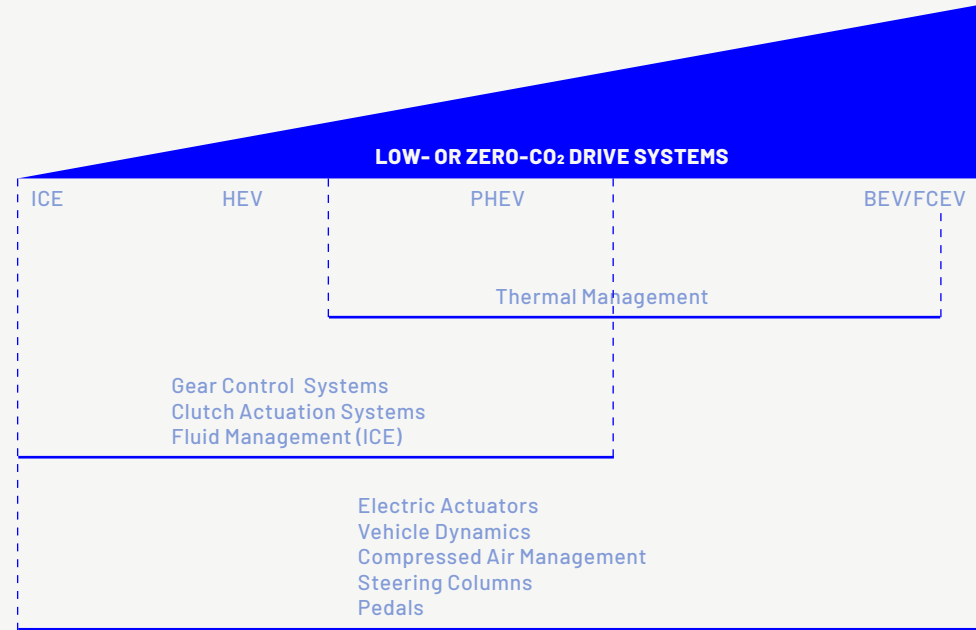 LOW- OR ZERO-CO₂ DRIVE SYSTEMS
ICE HEV PHEV BEV/FCEV
Thermal Management
Gear Control Systems
Clutch Actuation Systems
Fluid Management (ICE)
Electric Actuators
Vehicle Dynamics
Compressed Air Management
Steering Columns
Pedals